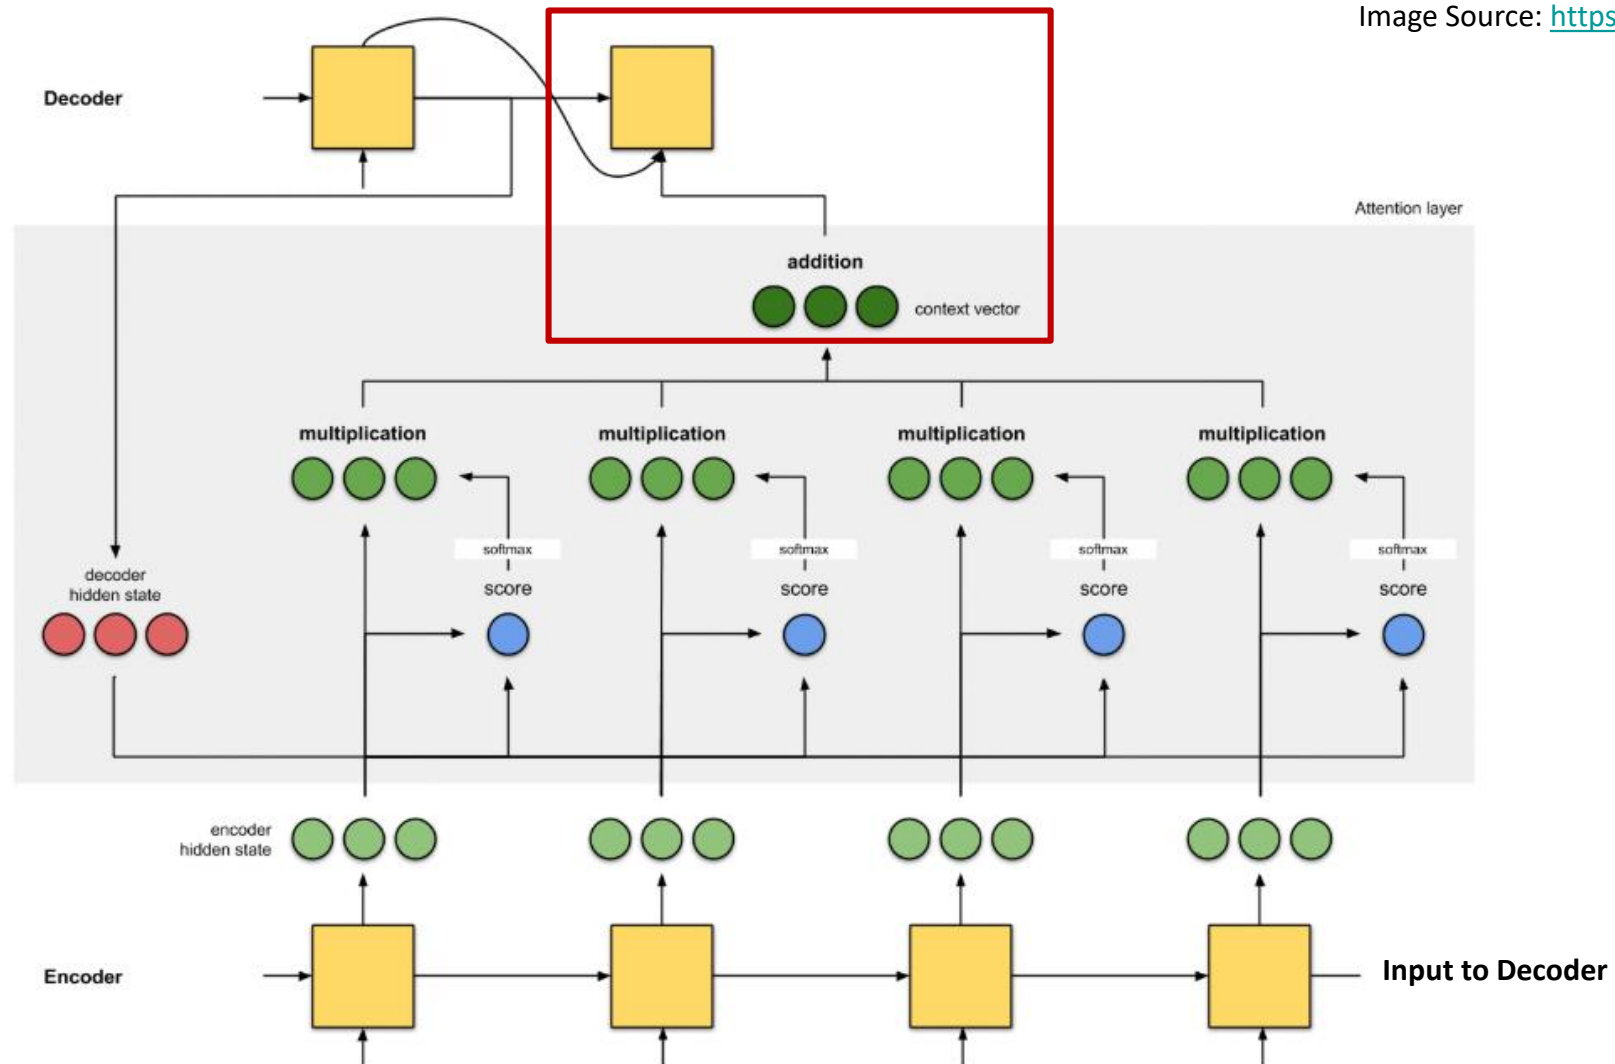 Image Source: https
Decoder
Attention layer
addition
context vector
multiplication multiplication multiplication multiplication
softmax softmax softmax softmax
decoder
hidden state
score score score score
encoder
hidden state
Encoder
Input to Decoder